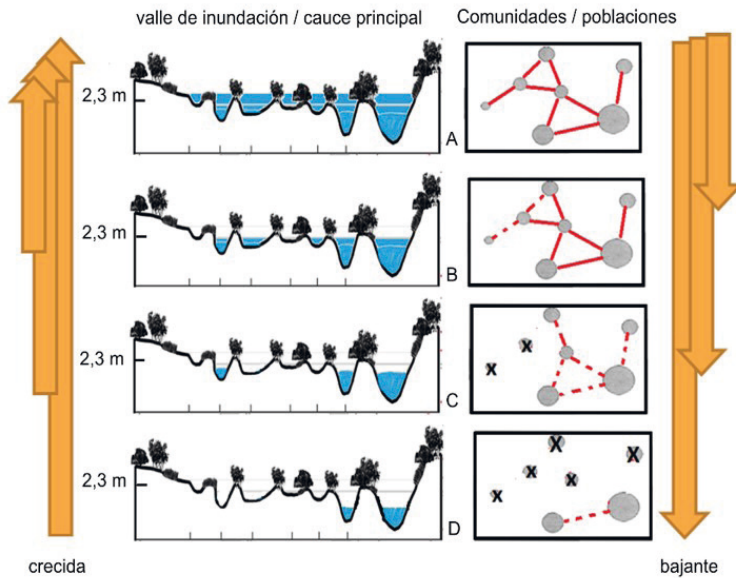 valle de inundación / cauce principal
Comunidades / poblaciones
2,3 m
A
2,3 m
B
X
X
2,3 m
C
X
X
X
X
X
2,3 m
D
crecida
bajante